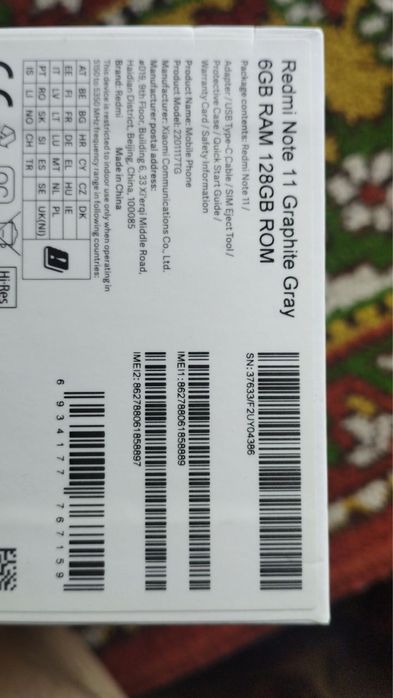 Redmi Note 11 Graphite Gray
6GB RAM 128GB ROM
Package contents: Redmi Note 11 /
Adapter / USB Type-C Cable / SIM Eject Tool /
Protective Case / Quick Start Guide /
Warranty Card / Safety Information
Product Name: Mobile Phone
Product Model: 2201117TG
Manufacturer: Xiaomi Communications Co., Ltd.
Manufacturer postal address:
#019, 9th Floor, Building 6, 33 Xi'erqi Middle Road,
Haidian District, Beijing, China, 100085
Brand: Redmi Made in China
This device is restricted to indoor use only when operating in
5150 to 5350 MHz frequency range in following countries:
AT BE BG HR CY CZ DK
EE FI FR DE EL HU IE
IT LV LT LU MT NL PL
PT RO SK SI ES SE UK(NI)
IS LI NO CH TR
SN: 37633/F2UY04386
IMEI1: 862788061858889
IMEI2: 862788061858897
6 934177 767159
Hi-Res